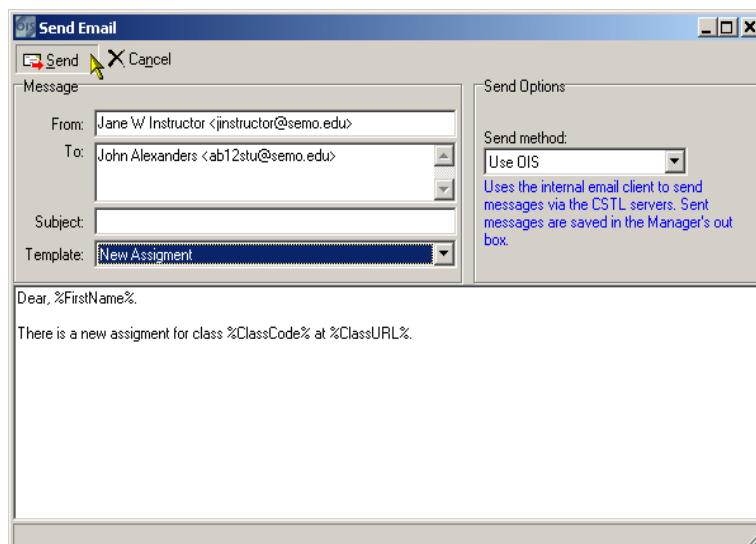 OIS Send Email
Send Cancel
Message
From: Jane W Instructor <jinstructor@semo.edu>
To: John Alexanders <ab12stu@semo.edu>
Subject:
Template: New Assigment
Send Options
Send method:
Use OIS
Uses the internal email client to send
messages via the CSTL servers. Sent
messages are saved in the Manager's out
box.
Dear, %FirstName%.
There is a new assigment for class %ClassCode% at %ClassURL%.